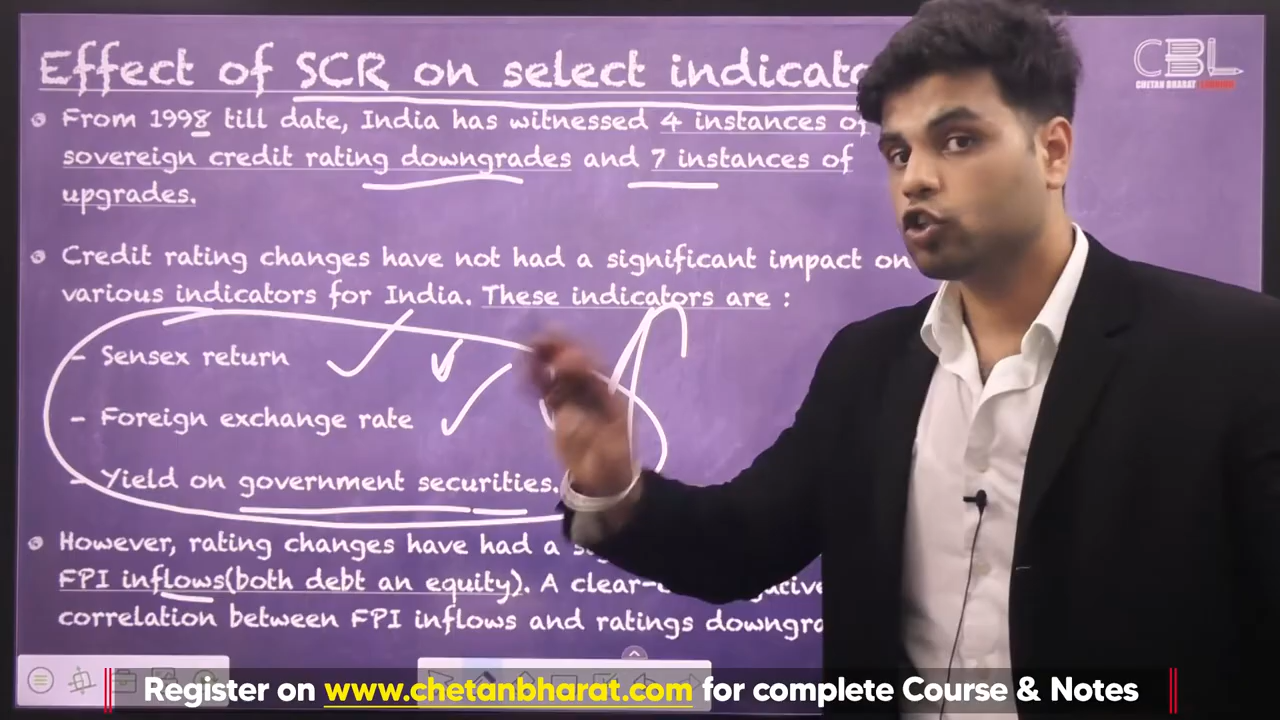 Effect of SCR on select indicato
CBL
CHETAN BHARAT LEARNING
From 1998 till date, India has witnessed 4 instances of
sovereign credit rating downgrades and 7 instances of
upgrades.
Credit rating changes have not had a significant impact on
various indicators for India. These indicators are :
- Sensex return
- Foreign exchange rate
- Yield on government securities.
However, rating changes have had a
FPI inflows(both debt an equity). A
correlation between FPI inflows and ratings downgra
Register on www.chetanbharat.com for complete Course & Notes